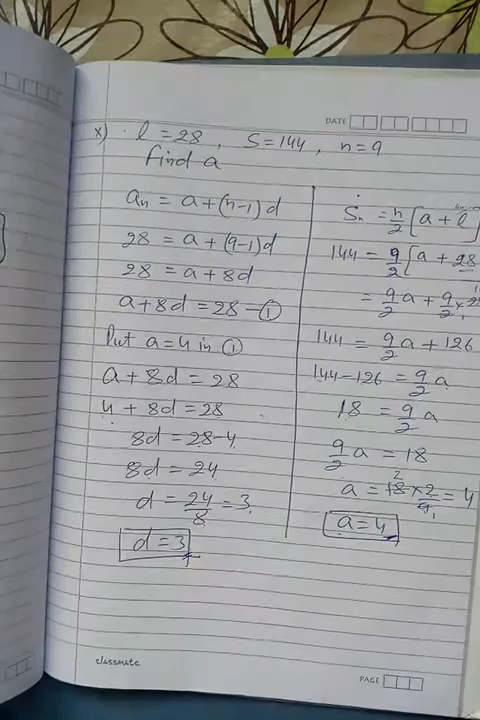 DATE
x) l = 28 , S = 144 , n = 9
find a
aₙ = a + (n-1) d
28 = a + (9-1) d
28 = a + 8d
a + 8d = 28 - ①
Put a = 4 in ①
a + 8d = 28
4 + 8d = 28
8d = 28 - 4
8d = 24
d = 24/8 = 3
d = 3
Sₙ = n/2 [a + l]
144 = 9/2 [a + 28
= 9/2 a + 9/2 ×
144 = 9/2 a + 126
144 - 126 = 9/2 a
18 = 9/2 a
9/2 a = 18
a = 18 × 2/9 = 4
a = 4
classmate
PAGE